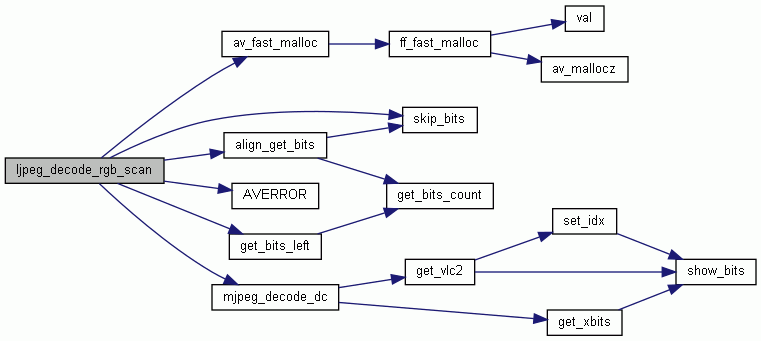 ljpeg_decode_rgb_scan
av_fast_malloc
ff_fast_malloc
val
av_mallocz
skip_bits
align_get_bits
AVERROR
get_bits_count
get_bits_left
mjpeg_decode_dc
get_vlc2
set_idx
show_bits
get_xbits